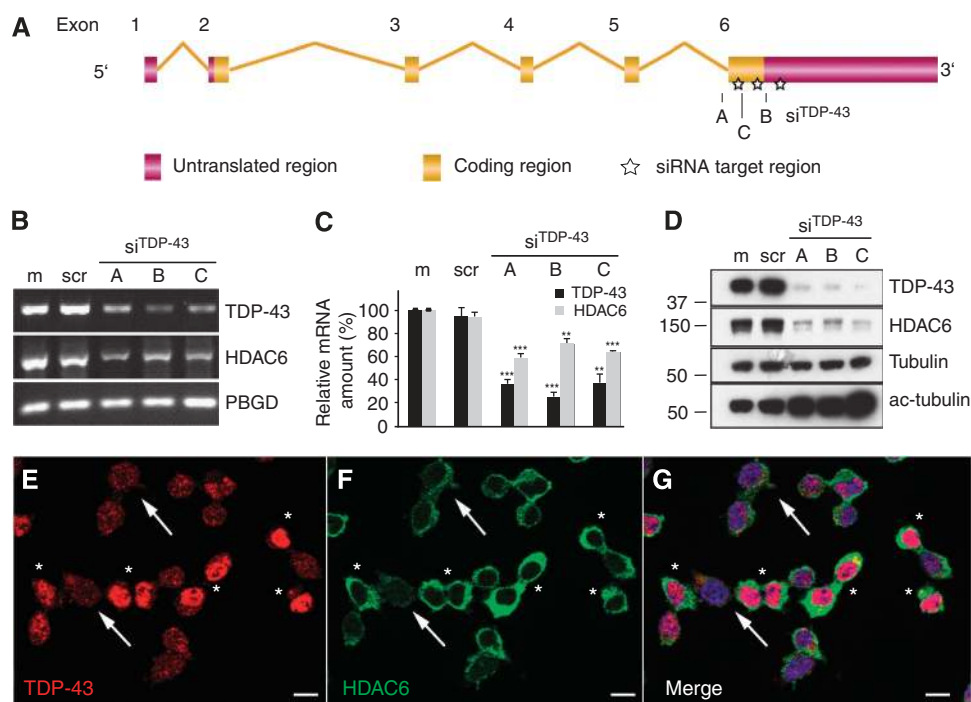 A
Exon 1 2 3 4 5 6
5‘ 3‘
A C B siTDP-43
Untranslated region Coding region siRNA target region
B
siTDP-43
m scr A B C
TDP-43
HDAC6
PBGD
C
siTDP-43
m scr A B C
TDP-43
HDAC6
Relative mRNA
amount (%)
100
80
60
40
20
0
*** *** *** ** ** ***
D
siTDP-43
m scr A B C
TDP-43
37
150 HDAC6
Tubulin
50
50 ac-tubulin
E
* * * * *
TDP-43
F
* * * * *
HDAC6
G
* * * * *
Merge